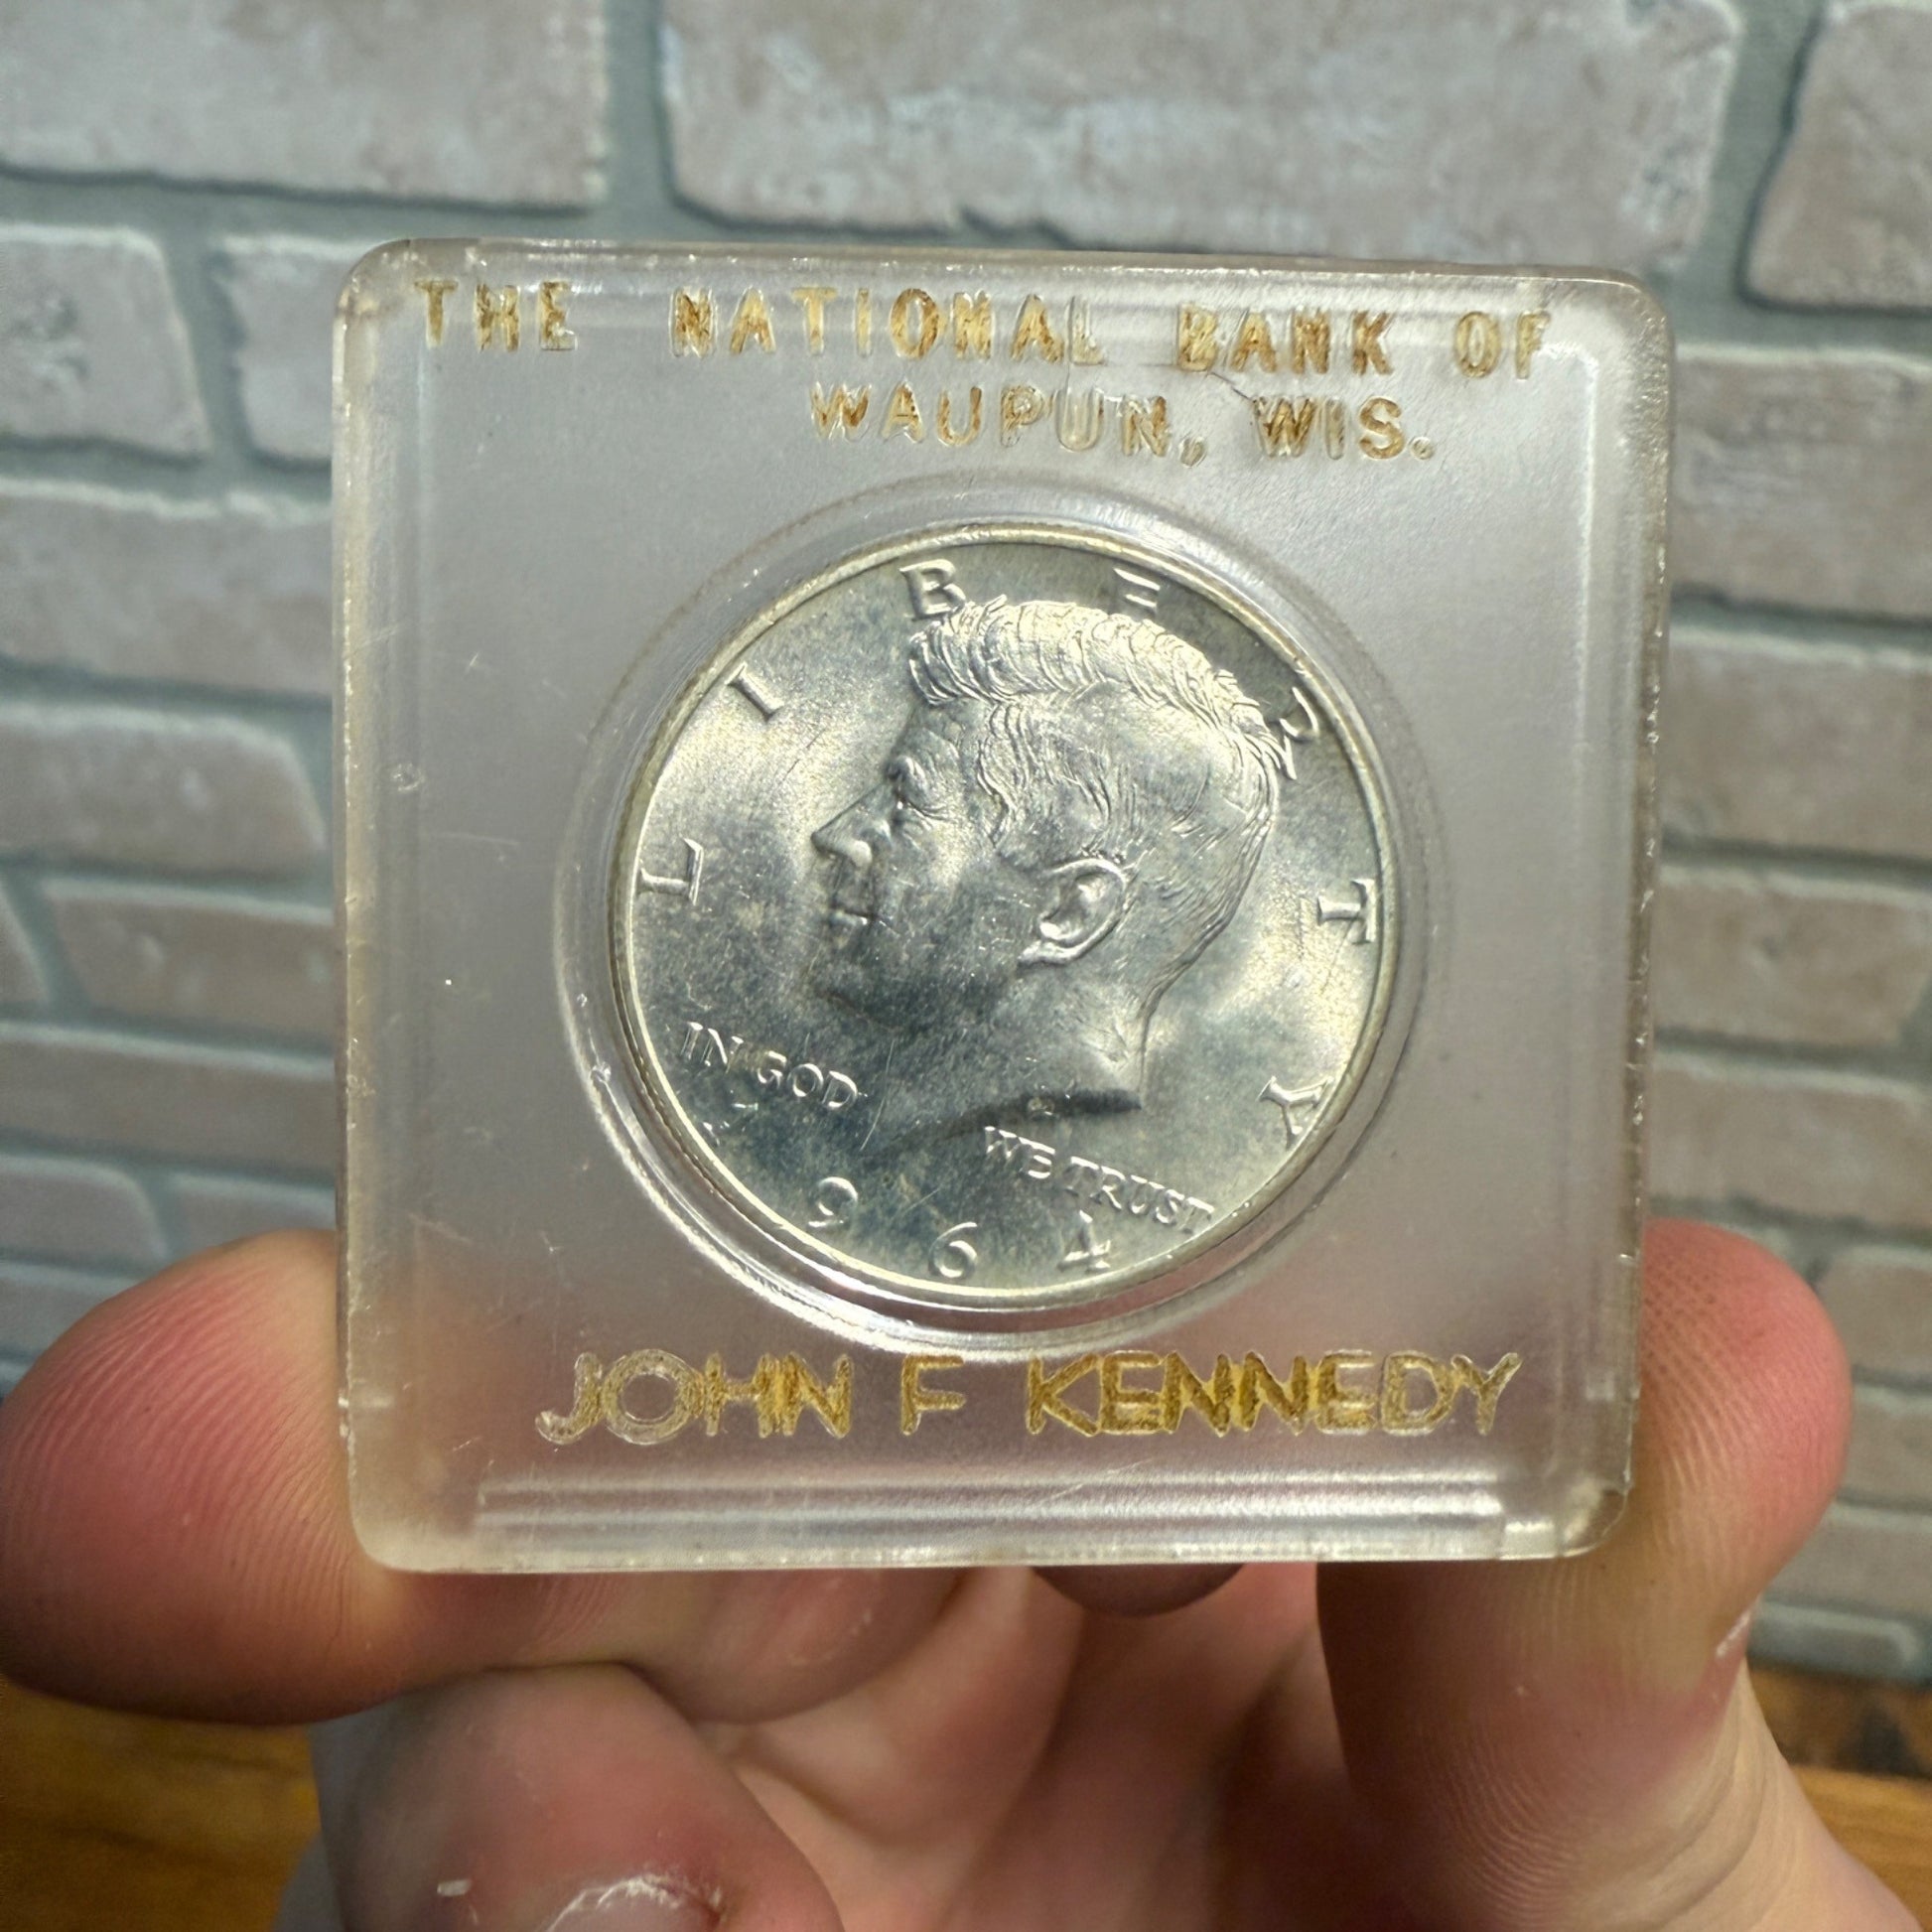 THE NATIONAL BANK OF
WAUPUN, WIS.
LIBERTY
IN GOD WE TRUST
1964
JOHN F KENNEDY